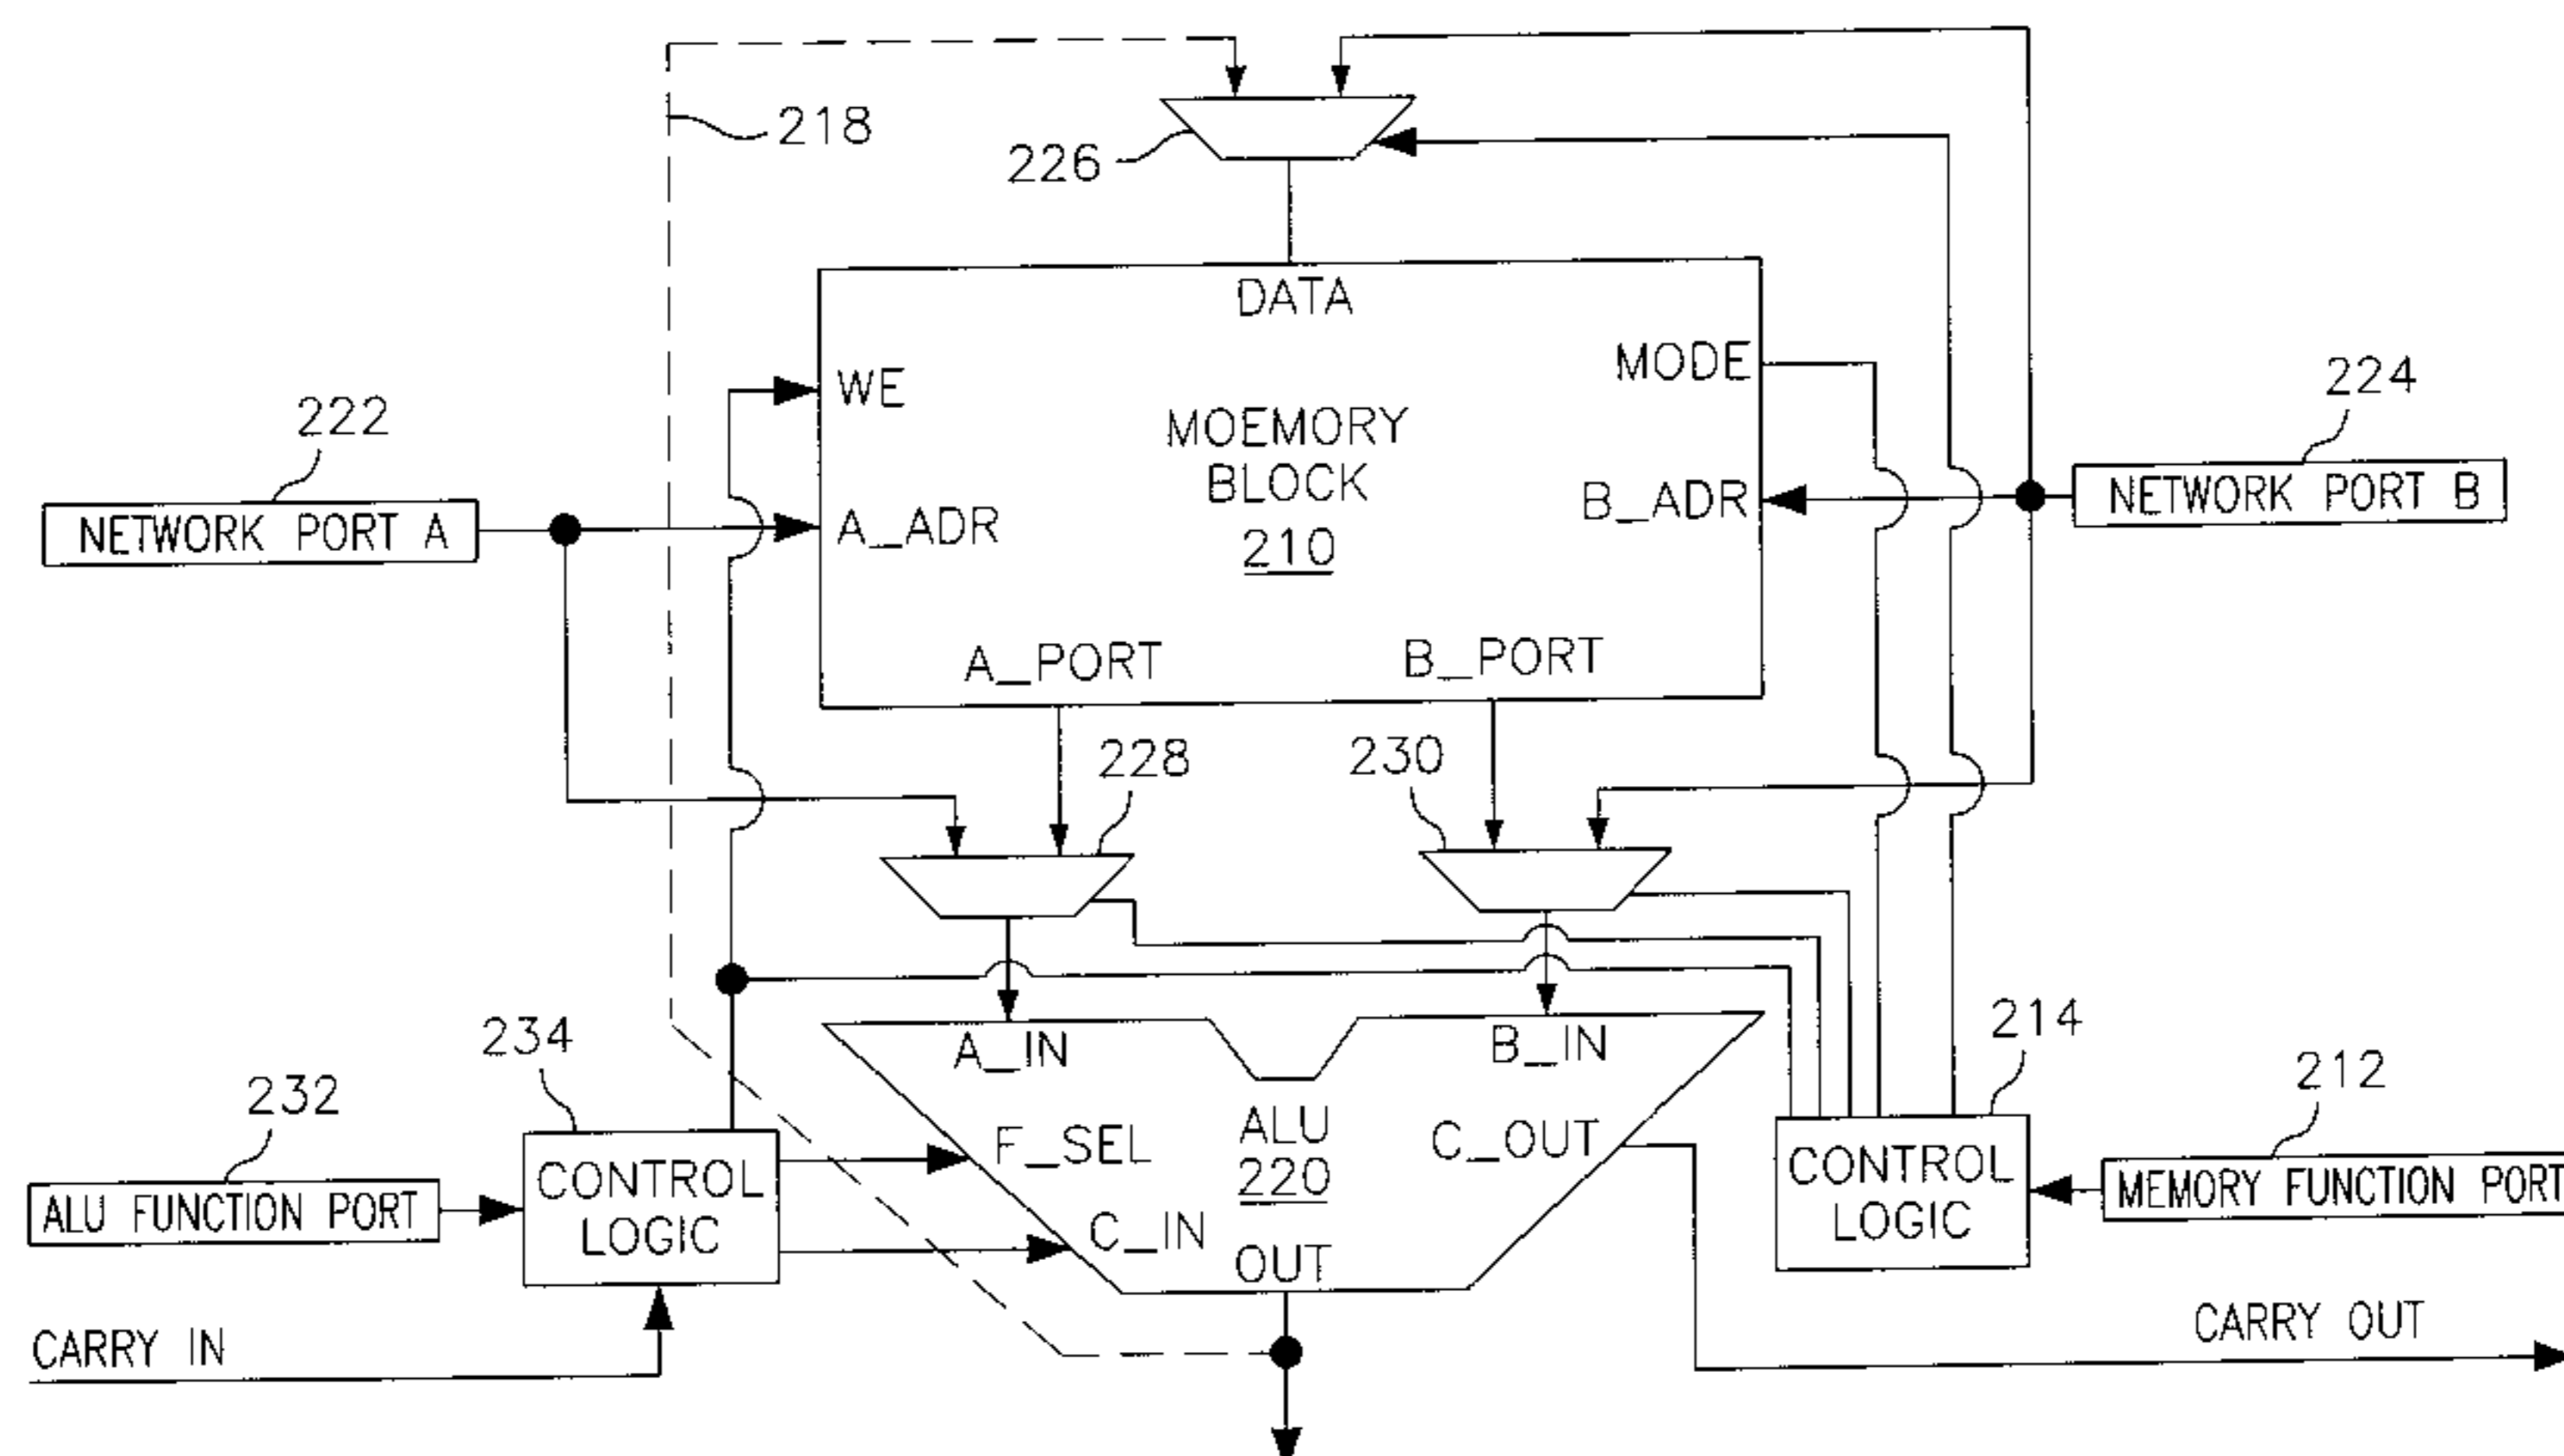 218
226
DATA
MODE
WE
224
222
MOEMORY
BLOCK
210
NETWORK PORT A
A_ADR
B_ADR
NETWORK PORT B
A_PORT
B_PORT
228
230
234
A_IN
B_IN
214
232
212
F_SEL
ALU
220
C_OUT
CONTROL
LOGIC
CONTROL
LOGIC
ALU FUNCTION PORT
MEMORY FUNCTION PORT
C_IN
OUT
CARRY IN
CARRY OUT